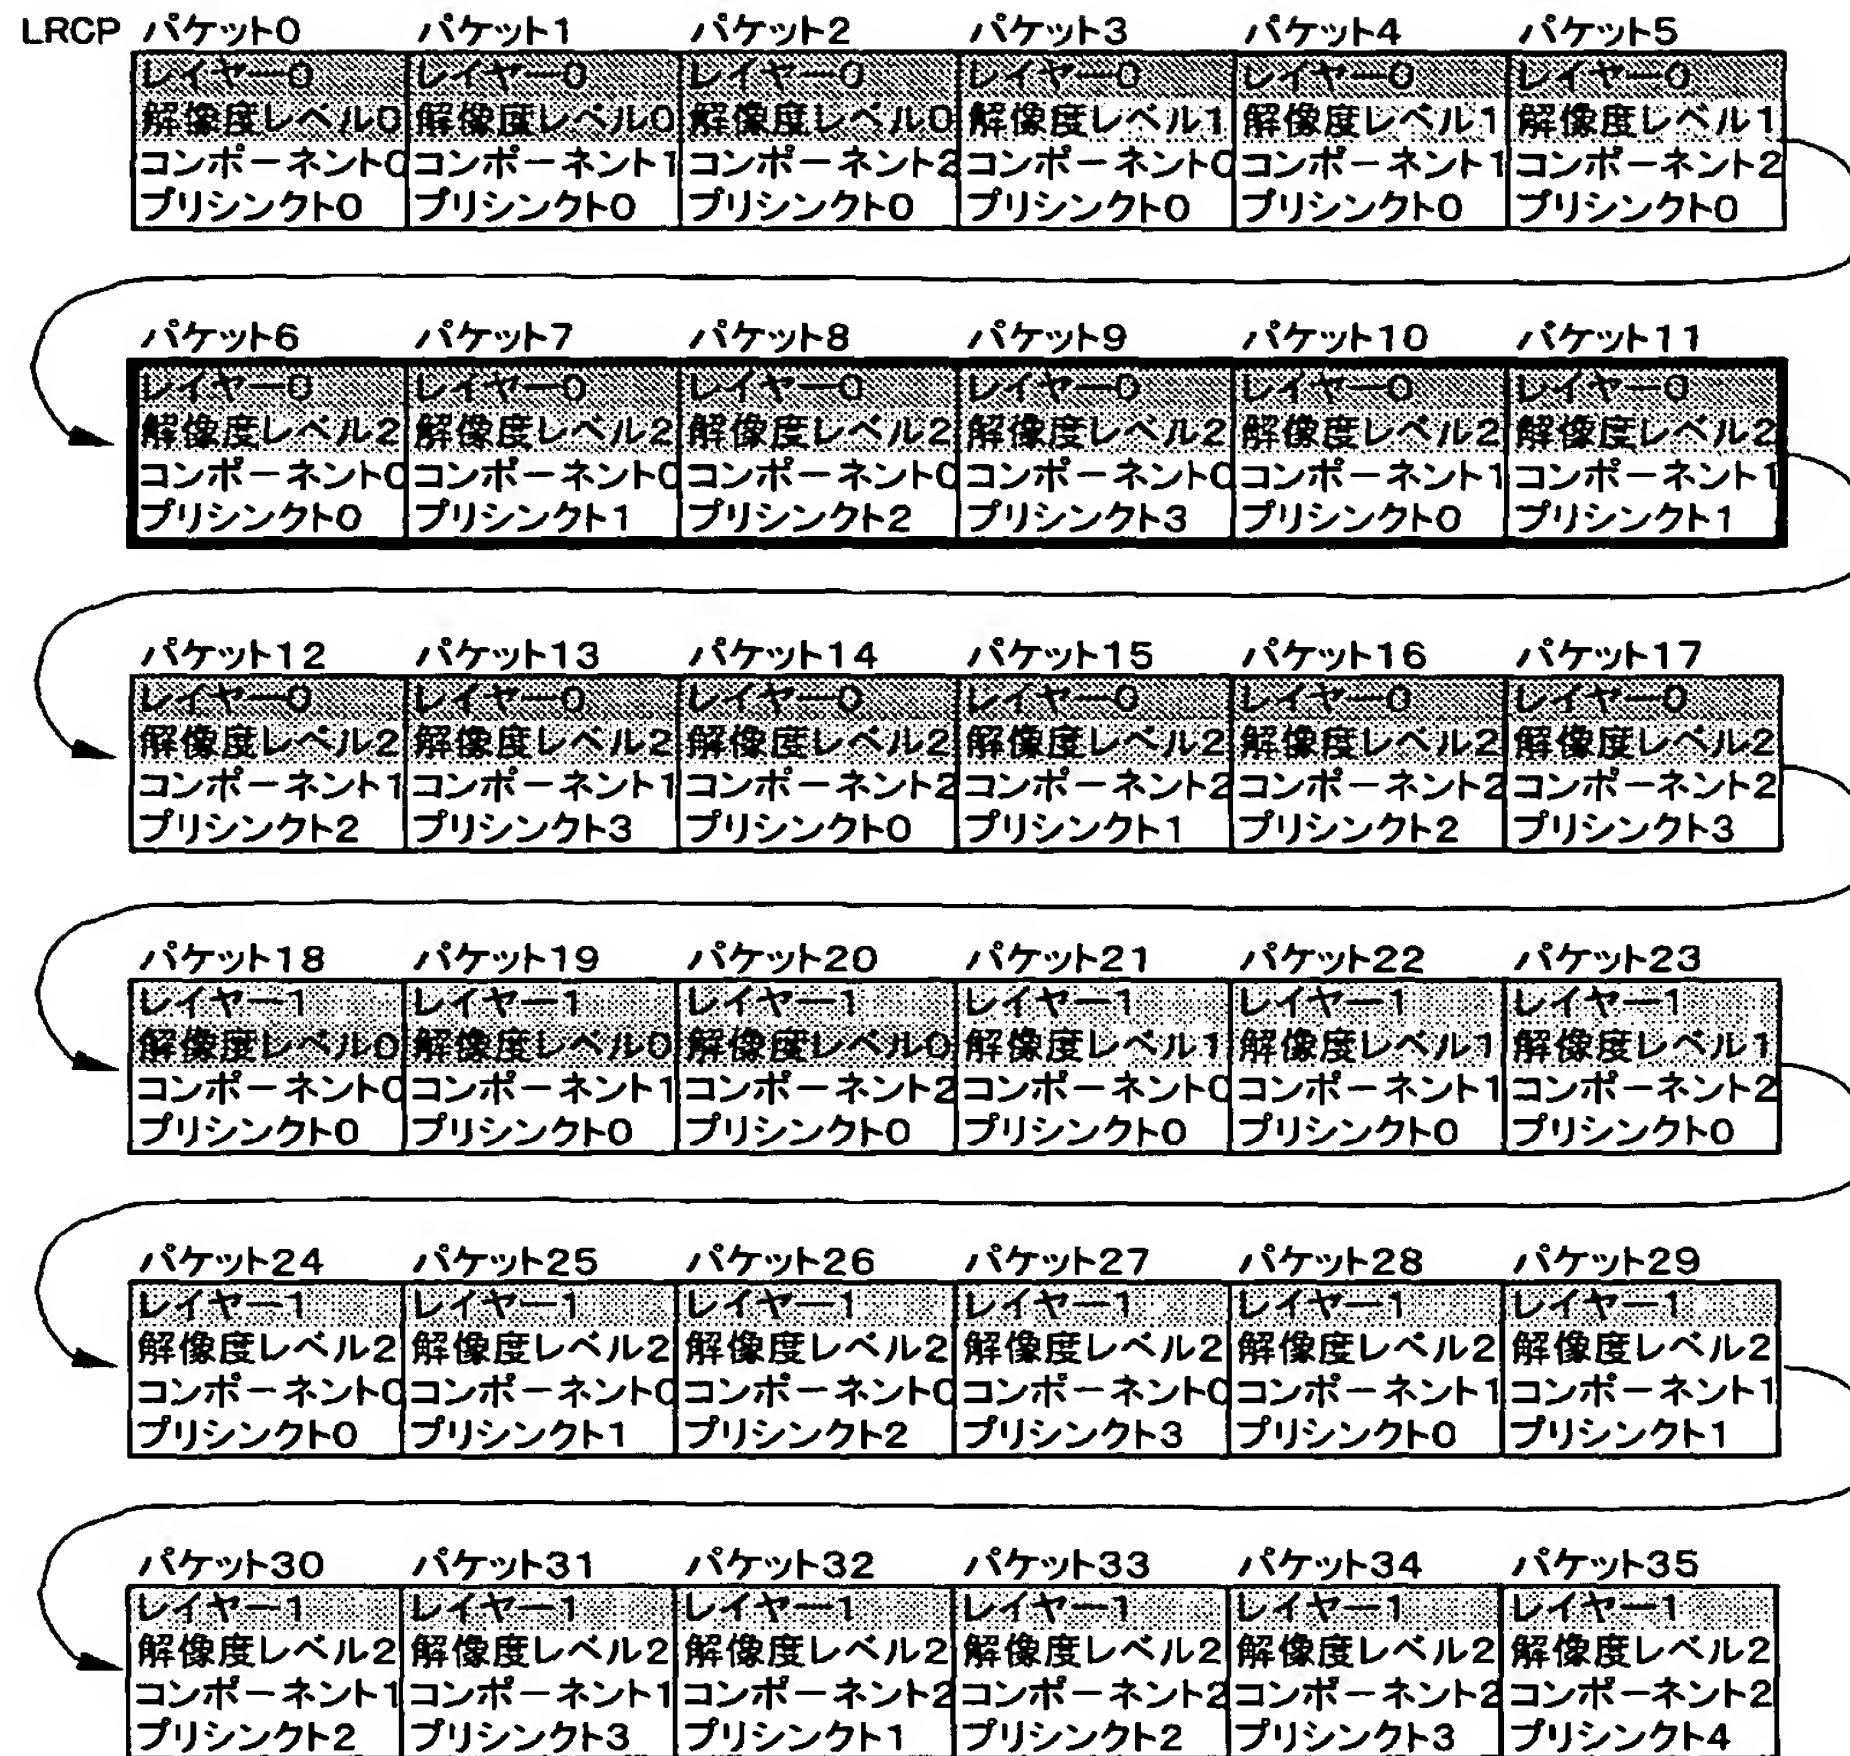 LRCP パケット0 パケット1 パケット2 パケット3 パケット4 パケット5
レイヤー0 レイヤー0 レイヤー0 レイヤー0 レイヤー0 レイヤー0
解像度レベル0 解像度レベル0 解像度レベル0 解像度レベル1 解像度レベル1 解像度レベル1
コンポーネント0 コンポーネント1 コンポーネント2 コンポーネント0 コンポーネント1 コンポーネント2
プリシンクト0 プリシンクト0 プリシンクト0 プリシンクト0 プリシンクト0 プリシンクト0
パケット6 パケット7 パケット8 パケット9 パケット10 パケット11
レイヤー0 レイヤー0 レイヤー0 レイヤー0 レイヤー0 レイヤー0
解像度レベル2 解像度レベル2 解像度レベル2 解像度レベル2 解像度レベル2 解像度レベル2
コンポーネント0 コンポーネント0 コンポーネント0 コンポーネント0 コンポーネント1 コンポーネント1
プリシンクト0 プリシンクト1 プリシンクト2 プリシンクト3 プリシンクト0 プリシンクト1
パケット12 パケット13 パケット14 パケット15 パケット16 パケット17
レイヤー0 レイヤー0 レイヤー0 レイヤー0 レイヤー0 レイヤー0
解像度レベル2 解像度レベル2 解像度レベル2 解像度レベル2 解像度レベル2 解像度レベル2
コンポーネント1 コンポーネント1 コンポーネント2 コンポーネント2 コンポーネント2 コンポーネント2
プリシンクト2 プリシンクト3 プリシンクト0 プリシンクト1 プリシンクト2 プリシンクト3
パケット18 パケット19 パケット20 パケット21 パケット22 パケット23
レイヤー1 レイヤー1 レイヤー1 レイヤー1 レイヤー1 レイヤー1
解像度レベル0 解像度レベル0 解像度レベル0 解像度レベル1 解像度レベル1 解像度レベル1
コンポーネント0 コンポーネント1 コンポーネント2 コンポーネント0 コンポーネント1 コンポーネント2
プリシンクト0 プリシンクト0 プリシンクト0 プリシンクト0 プリシンクト0 プリシンクト0
パケット24 パケット25 パケット26 パケット27 パケット28 パケット29
レイヤー1 レイヤー1 レイヤー1 レイヤー1 レイヤー1 レイヤー1
解像度レベル2 解像度レベル2 解像度レベル2 解像度レベル2 解像度レベル2 解像度レベル2
コンポーネント0 コンポーネント0 コンポーネント0 コンポーネント0 コンポーネント1 コンポーネント1
プリシンクト0 プリシンクト1 プリシンクト2 プリシンクト3 プリシンクト0 プリシンクト1
パケット30 パケット31 パケット32 パケット33 パケット34 パケット35
レイヤー1 レイヤー1 レイヤー1 レイヤー1 レイヤー1 レイヤー1
解像度レベル2 解像度レベル2 解像度レベル2 解像度レベル2 解像度レベル2 解像度レベル2
コンポーネント1 コンポーネント1 コンポーネント2 コンポーネント2 コンポーネント2 コンポーネント2
プリシンクト2 プリシンクト3 プリシンクト1 プリシンクト2 プリシンクト3 プリシンクト4